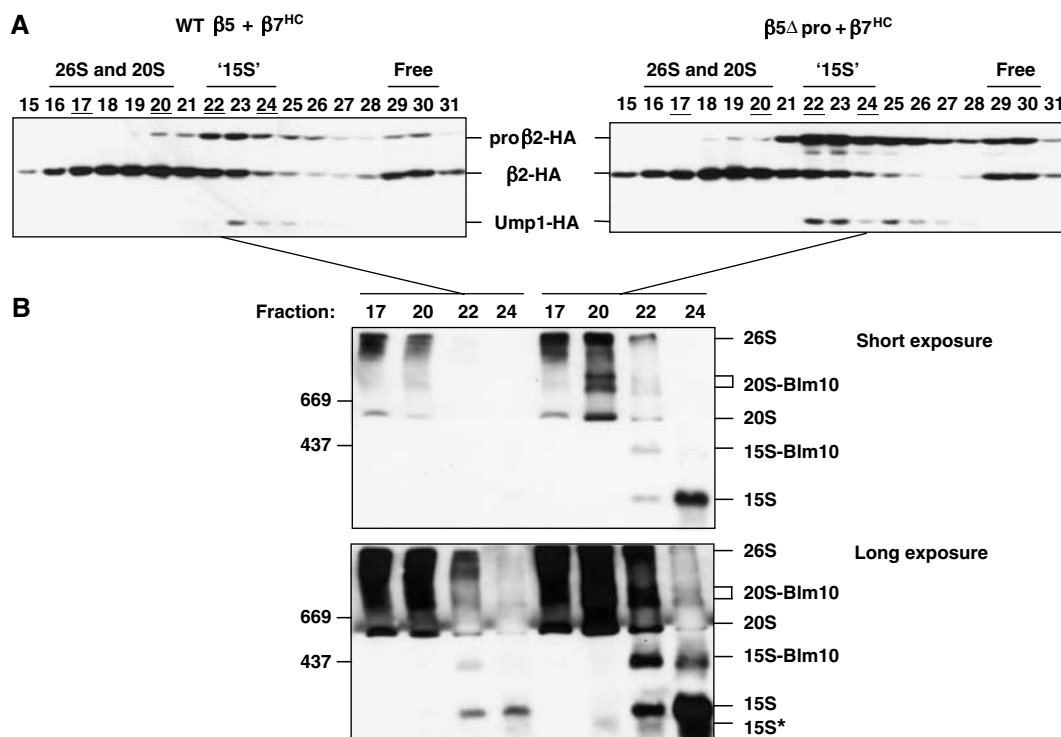 A
WT β5 + β7HC
β5Δ pro + β7HC
26S and 20S '15S' Free
26S and 20S '15S' Free
15 16 17 18 19 20 21 22 23 24 25 26 27 28 29 30 31
15 16 17 18 19 20 21 22 23 24 25 26 27 28 29 30 31
proβ2-HA
β2-HA
Ump1-HA
B
Fraction: 17 20 22 24 17 20 22 24
26S
Short exposure
20S-Blm10
669
20S
437
15S-Blm10
15S
26S
Long exposure
20S-Blm10
669
20S
437
15S-Blm10
15S
15S*